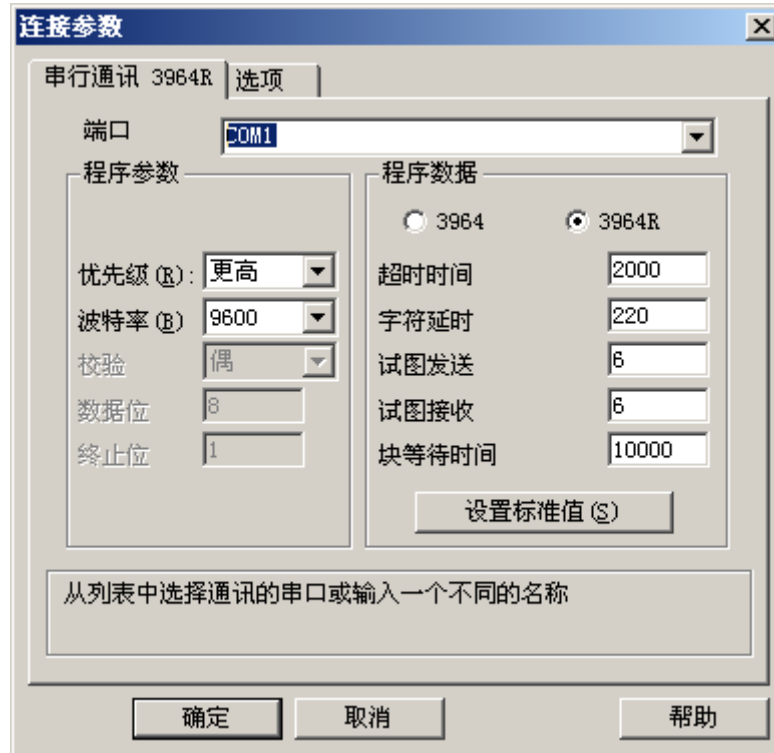 连接参数
串行通讯 3964R 选项
端口 COM1
程序参数
优先级(R): 更高
波特率(B) 9600
校验 偶
数据位 8
终止位 1
程序数据
3964 3964R
超时时间 2000
字符延时 220
试图发送 6
试图接收 6
块等待时间 10000
设置标准值(S)
从列表中选择通讯的串口或输入一个不同的名称
确定 取消 帮助